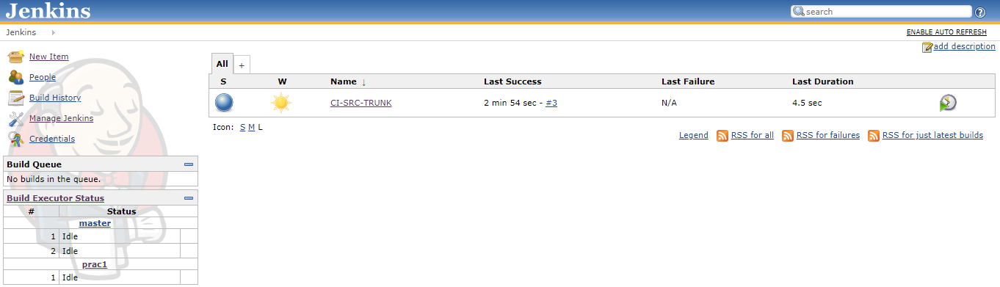 Jenkins
search
Jenkins
ENABLE AUTO REFRESH
add description
New Item
People
Build History
Manage Jenkins
Credentials
Build Queue
No builds in the queue.
Build Executor Status
# Status
master
1 Idle
2 Idle
prac1
1 Idle
All +
S W Name ↓ Last Success Last Failure Last Duration
CI-SRC-TRUNK 2 min 54 sec - #3 N/A 4.5 sec
Icon: S M L
Legend RSS for all RSS for failures RSS for just latest builds